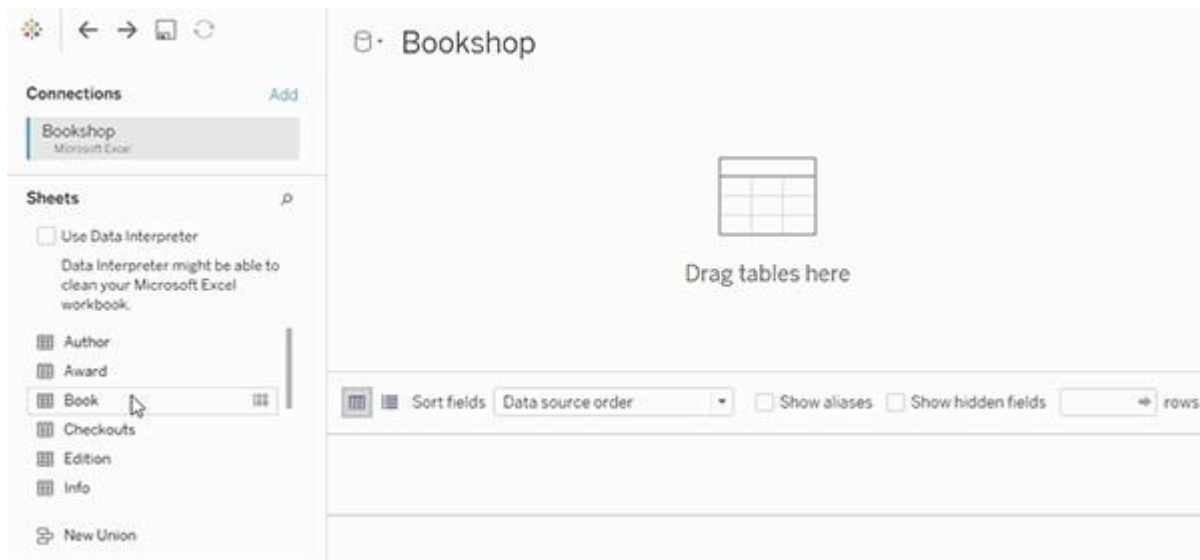 Connections
Add
Bookshop
Microsoft Excel
Sheets
Use Data Interpreter
Data Interpreter might be able to
clean your Microsoft Excel
workbook.
Author
Award
Book
Checkouts
Edition
Info
New Union
Bookshop
Drag tables here
Sort fields
Data source order
Show aliases
Show hidden fields
rows